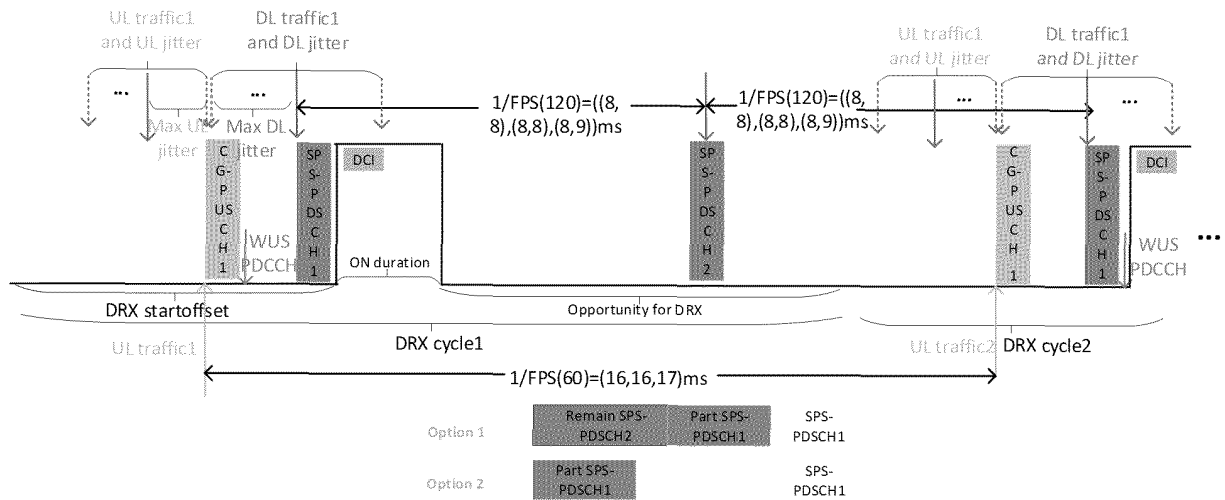 UL traffic1
and UL jitter
DL traffic1
and DL jitter
UL traffic1
and UL jitter
DL traffic1
and DL jitter
...
...
...
...
1/FPS(120)=((8,
8),(8,8),(8,9))ms
1/FPS(120)=((8,
8),(8,8),(8,9))ms
Max UL
jitter
Max DL
jitter
CG-PUSCH1
SPS-PDSCH1
DCI
SPS-PDSCH2
CG-PUSCH1
SPS-PDSCH1
DCI
WUS
PDCCH
ON duration
WUS
PDCCH
...
DRX startoffset
Opportunity for DRX
DRX cycle1
DRX cycle2
UL traffic1
UL traffic2
1/FPS(60)=(16,16,17)ms
Option 1
Remain SPS-
PDSCH2
Part SPS-
PDSCH1
SPS-
PDSCH1
Option 2
Part SPS-
PDSCH1
SPS-
PDSCH1